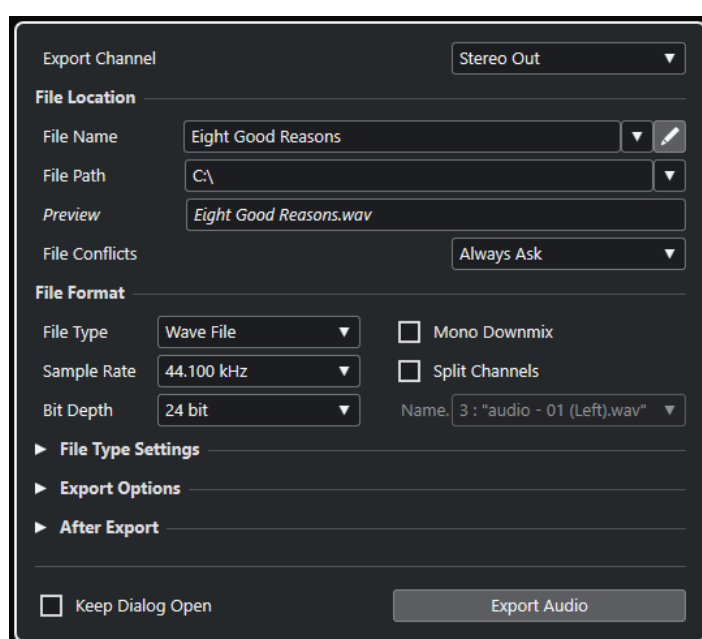 Export Channel Stereo Out
File Location
File Name Eight Good Reasons
File Path C:\
Preview Eight Good Reasons.wav
File Conflicts Always Ask
File Format
File Type Wave File Mono Downmix
Sample Rate 44.100 kHz Split Channels
Bit Depth 24 bit Name. 3 : "audio - 01 (Left).wav"
File Type Settings
Export Options
After Export
Keep Dialog Open Export Audio